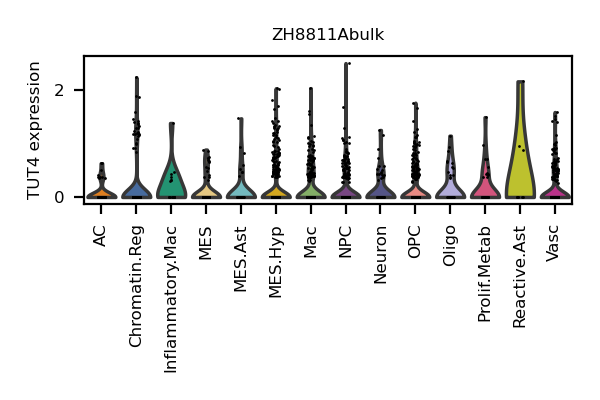 ZH8811Abulk
TUT4 expression
2
0
AC
Chromatin.Reg
Inflammatory.Mac
MES
MES.Ast
MES.Hyp
Mac
NPC
Neuron
OPC
Oligo
Prolif.Metab
Reactive.Ast
Vasc